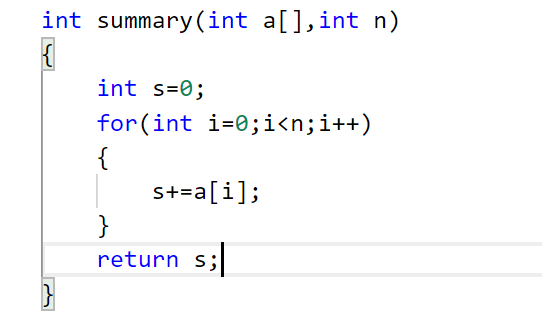 int summary(int a[],int n)
{
    int s=0;
    for(int i=0;i<n;i++)
    {
        s+=a[i];
    }
    return s;
}